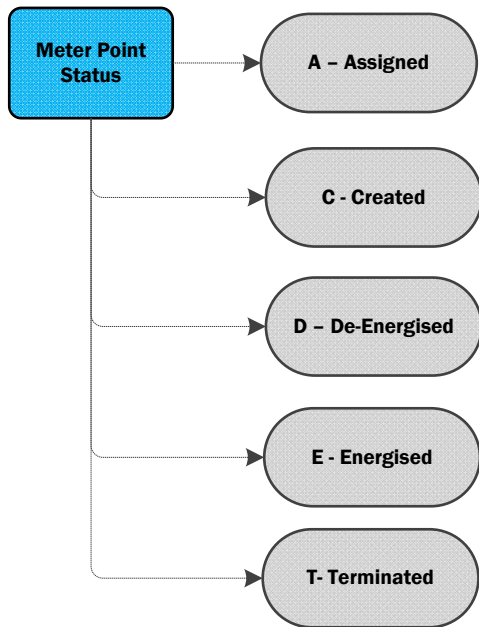 Meter Point
Status
A – Assigned
C - Created
D – De-Energised
E - Energised
T- Terminated